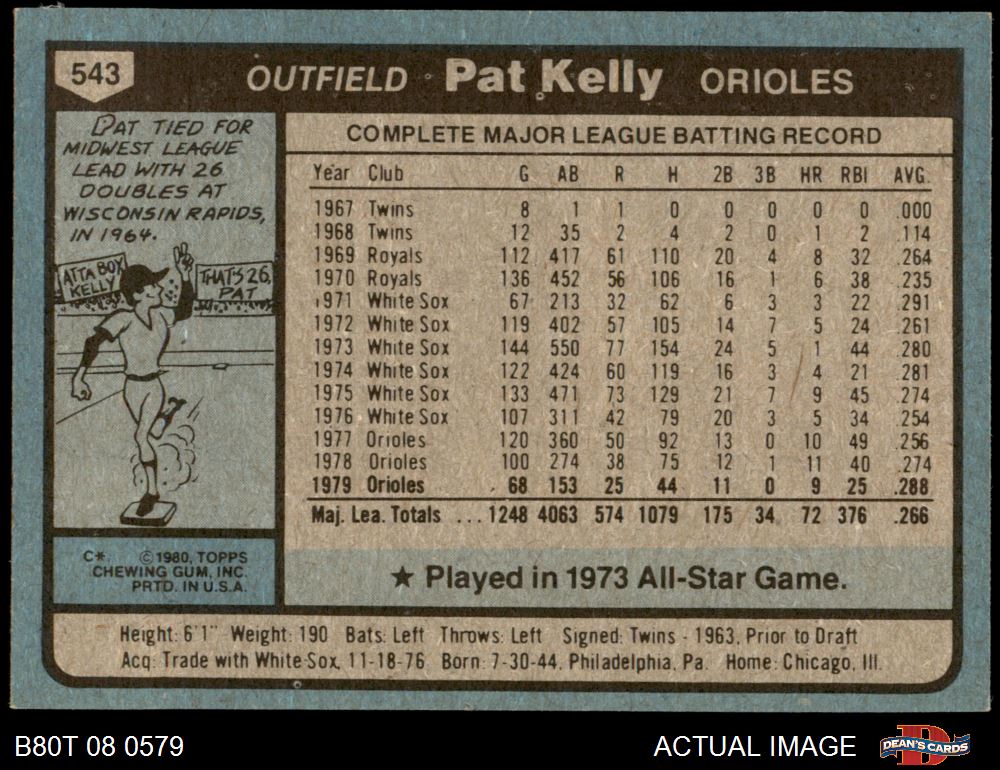 543
OUTFIELD · Pat Kelly ORIOLES
PAT TIED FOR
MIDWEST LEAGUE
LEAD WITH 26
DOUBLES AT
WISCONSIN RAPIDS,
IN 1964.
ATTA BOY
KELLY
THAT'S 26,
PAT
C*. ©1980, TOPPS
CHEWING GUM, INC.
PRTD. IN U.S.A.
COMPLETE MAJOR LEAGUE BATTING RECORD
Year Club G AB R H 2B 3B HR RBI AVG.
1967 Twins 8 1 1 0 0 0 0 0 .000
1968 Twins 12 35 2 4 2 0 1 2 .114
1969 Royals 112 417 61 110 20 4 8 32 .264
1970 Royals 136 452 56 106 16 1 6 38 .235
1971 White Sox 67 213 32 62 6 3 3 22 .291
1972 White Sox 119 402 57 105 14 7 5 24 .261
1973 White Sox 144 550 77 154 24 5 1 44 .280
1974 White Sox 122 424 60 119 16 3 4 21 .281
1975 White Sox 133 471 73 129 21 7 9 45 .274
1976 White Sox 107 311 42 79 20 3 5 34 .254
1977 Orioles 120 360 50 92 13 0 10 49 .256
1978 Orioles 100 274 38 75 12 1 11 40 .274
1979 Orioles 68 153 25 44 11 0 9 25 .288
Maj. Lea. Totals ... 1248 4063 574 1079 175 34 72 376 .266
★ Played in 1973 All-Star Game.
Height: 6'1" Weight: 190 Bats: Left Throws: Left Signed: Twins - 1963, Prior to Draft
Acq: Trade with White Sox, 11-18-76 Born: 7-30-44, Philadelphia, Pa. Home: Chicago, Ill.
B80T 08 0579
ACTUAL IMAGE
DEAN'S CARDS